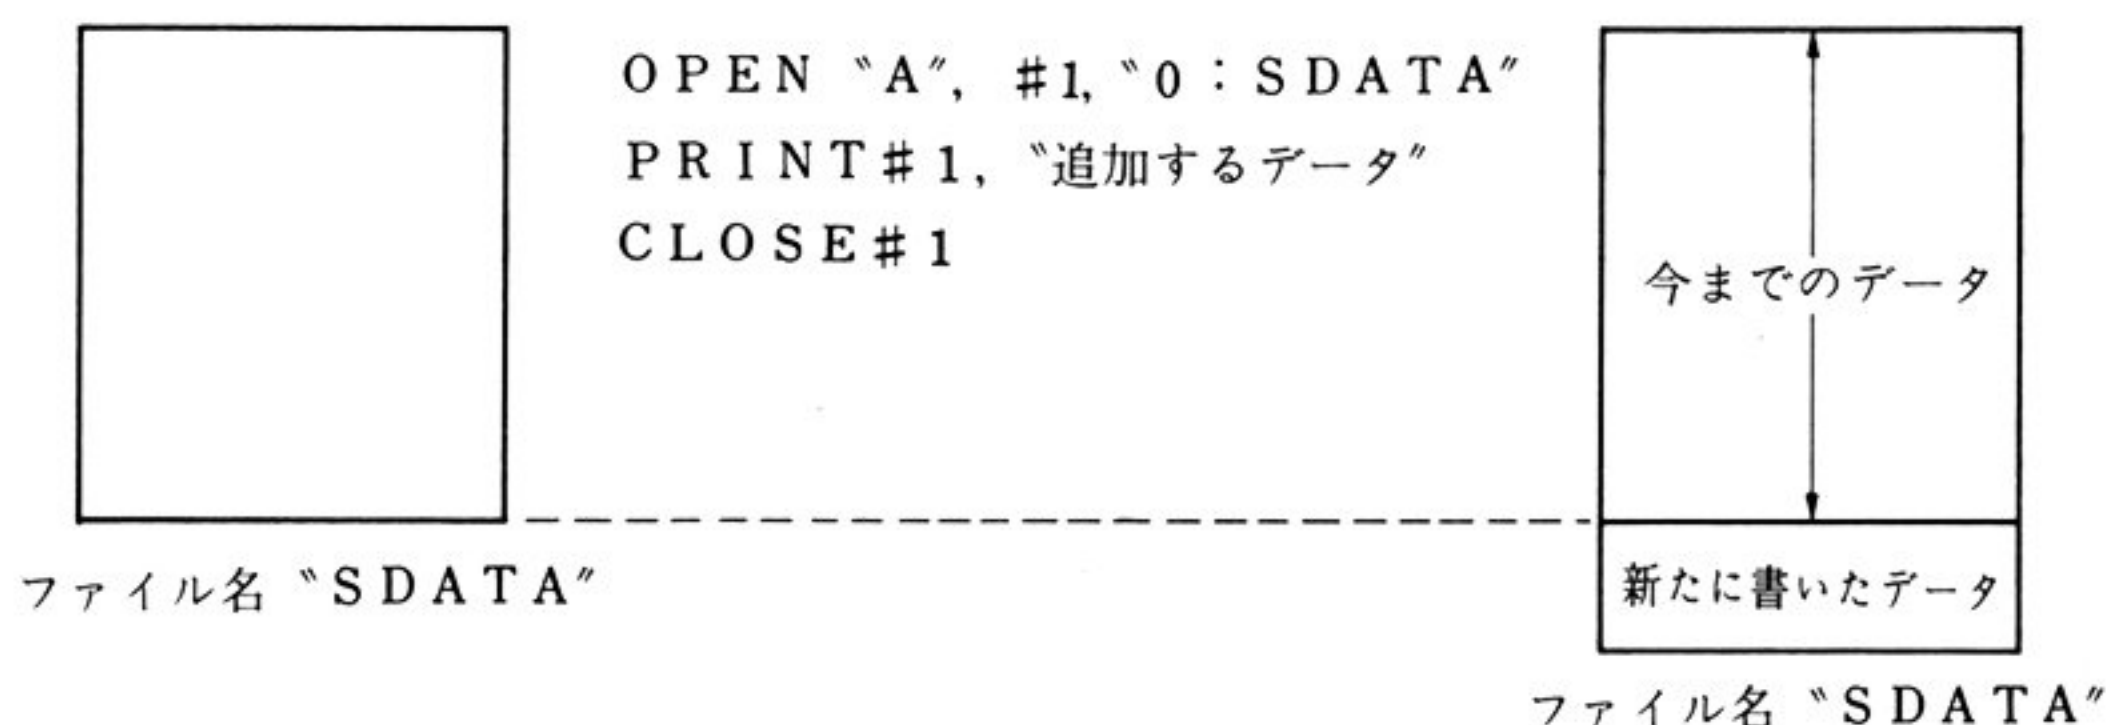 OPEN 〝A〞, #1, 〝0：SDATA〞
PRINT#1, 〝追加するデータ〞
CLOSE#1
今までのデータ
ファイル名 〝SDATA〞
新たに書いたデータ
ファイル名 〝SDATA〞